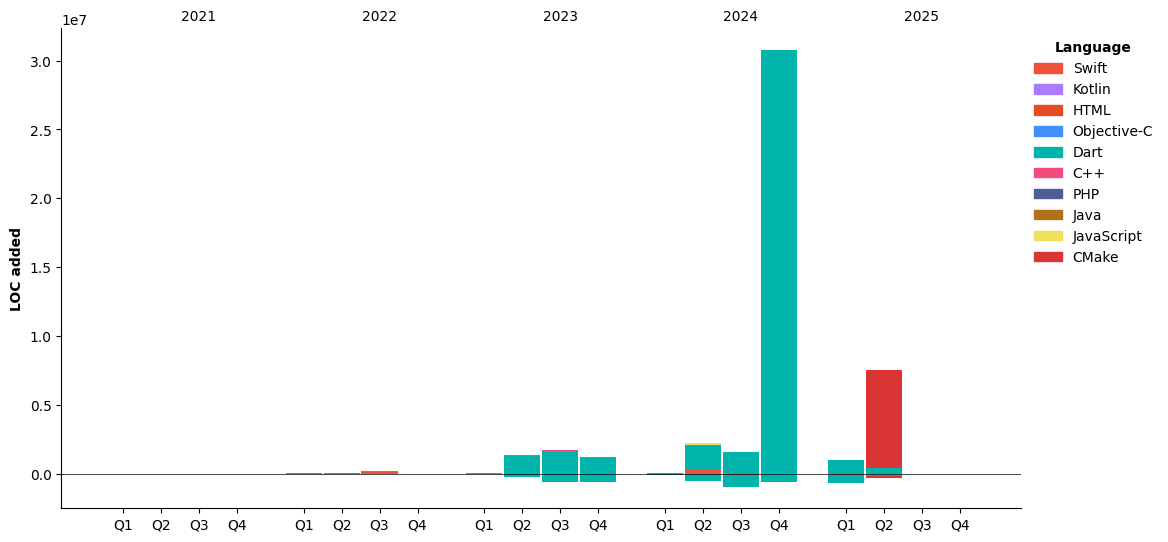 2021 2022 2023 2024 2025
1e7
Language
Swift
Kotlin
HTML
Objective-C
Dart
C++
PHP
Java
JavaScript
CMake
LOC added
3.0
2.5
2.0
1.5
1.0
0.5
0.0
Q1 Q2 Q3 Q4 Q1 Q2 Q3 Q4 Q1 Q2 Q3 Q4 Q1 Q2 Q3 Q4 Q1 Q2 Q3 Q4